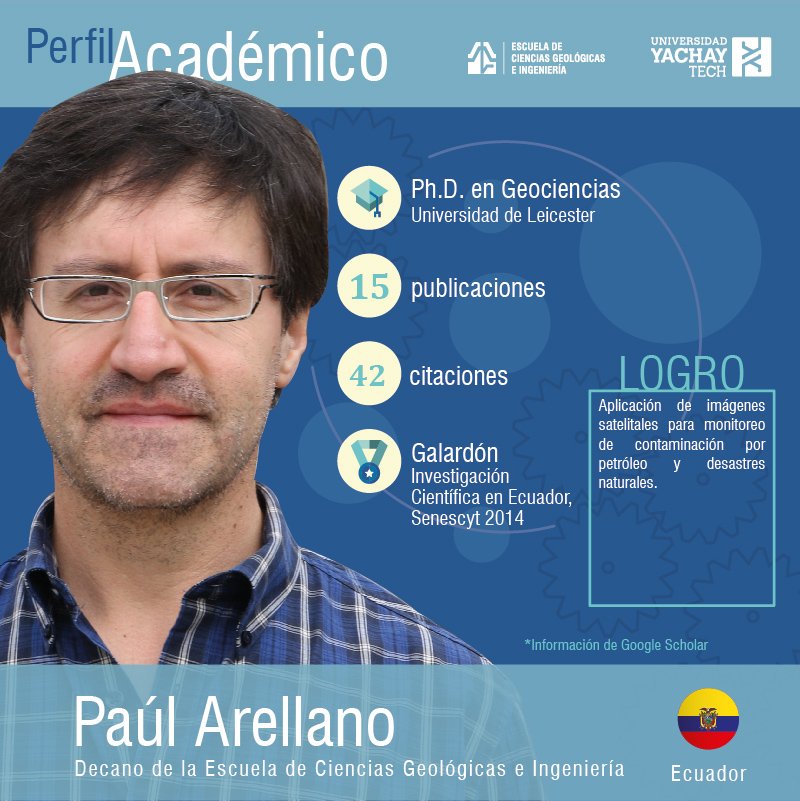 Perfil Académico
ESCUELA DE
CIENCIAS GEOLÓGICAS
E INGENIERÍA
UNIVERSIDAD
YACHAY
TECH
Ph.D. en Geociencias
Universidad de Leicester
15 publicaciones
42 citaciones
Galardón
Investigación
Científica en Ecuador,
Senescyt 2014
LOGRO
Aplicación de imágenes
satelitales para monitoreo
de contaminación por
petróleo y desastres
naturales.
*Información de Google Scholar
Paúl Arellano
Decano de la Escuela de Ciencias Geológicas e Ingeniería
Ecuador